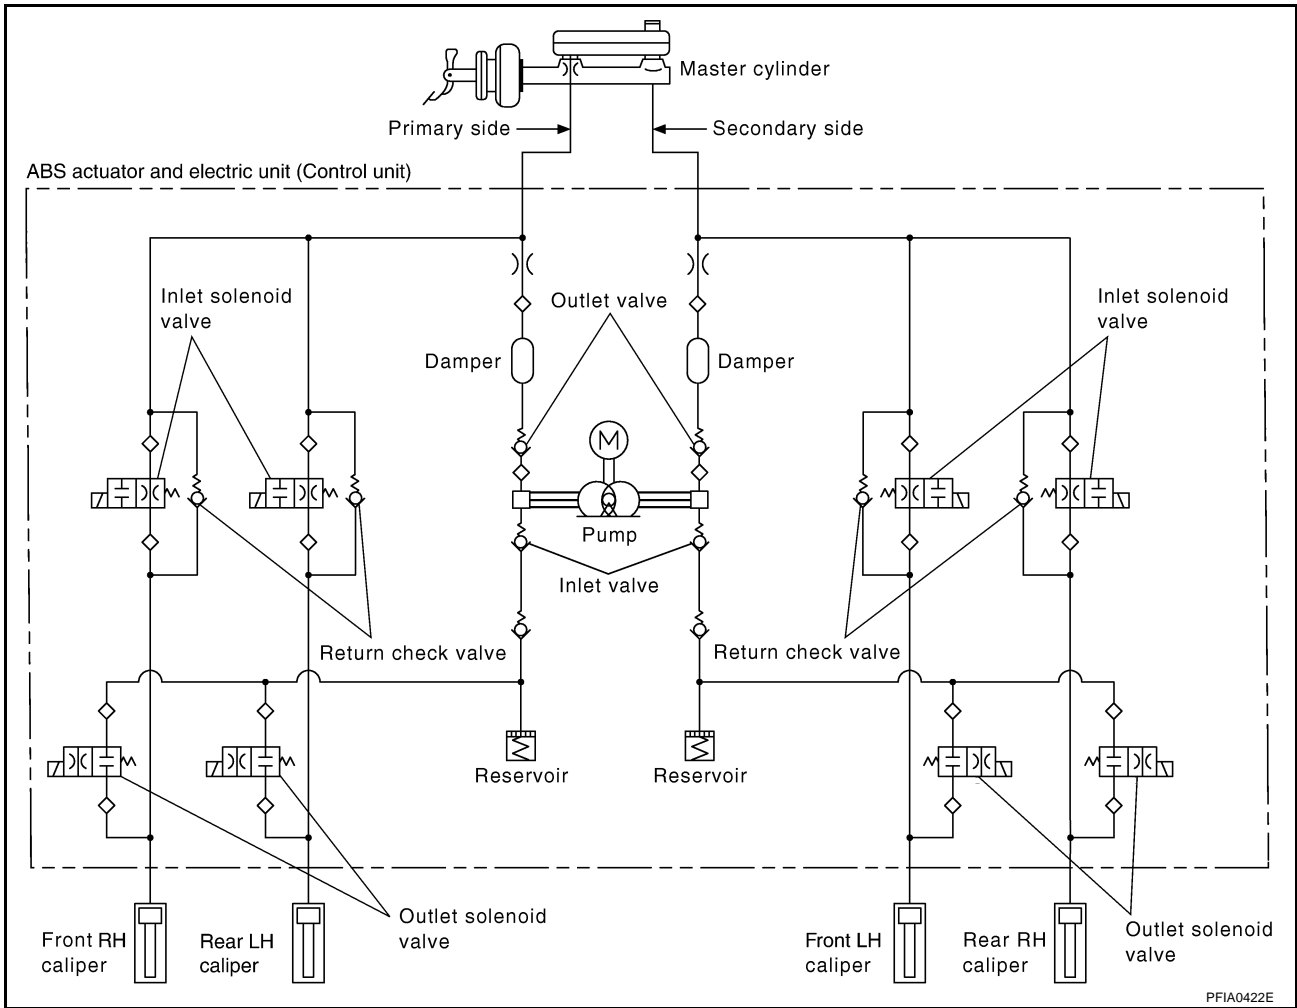 Master cylinder
Primary side
Secondary side
ABS actuator and electric unit (Control unit)
Inlet solenoid
valve
Outlet valve
Inlet solenoid
valve
Damper
Damper
M
Pump
Inlet valve
Return check valve
Return check valve
Reservoir
Reservoir
Outlet solenoid
valve
Outlet solenoid
valve
Front RH
caliper
Rear LH
caliper
Front LH
caliper
Rear RH
caliper
PFIA0422E